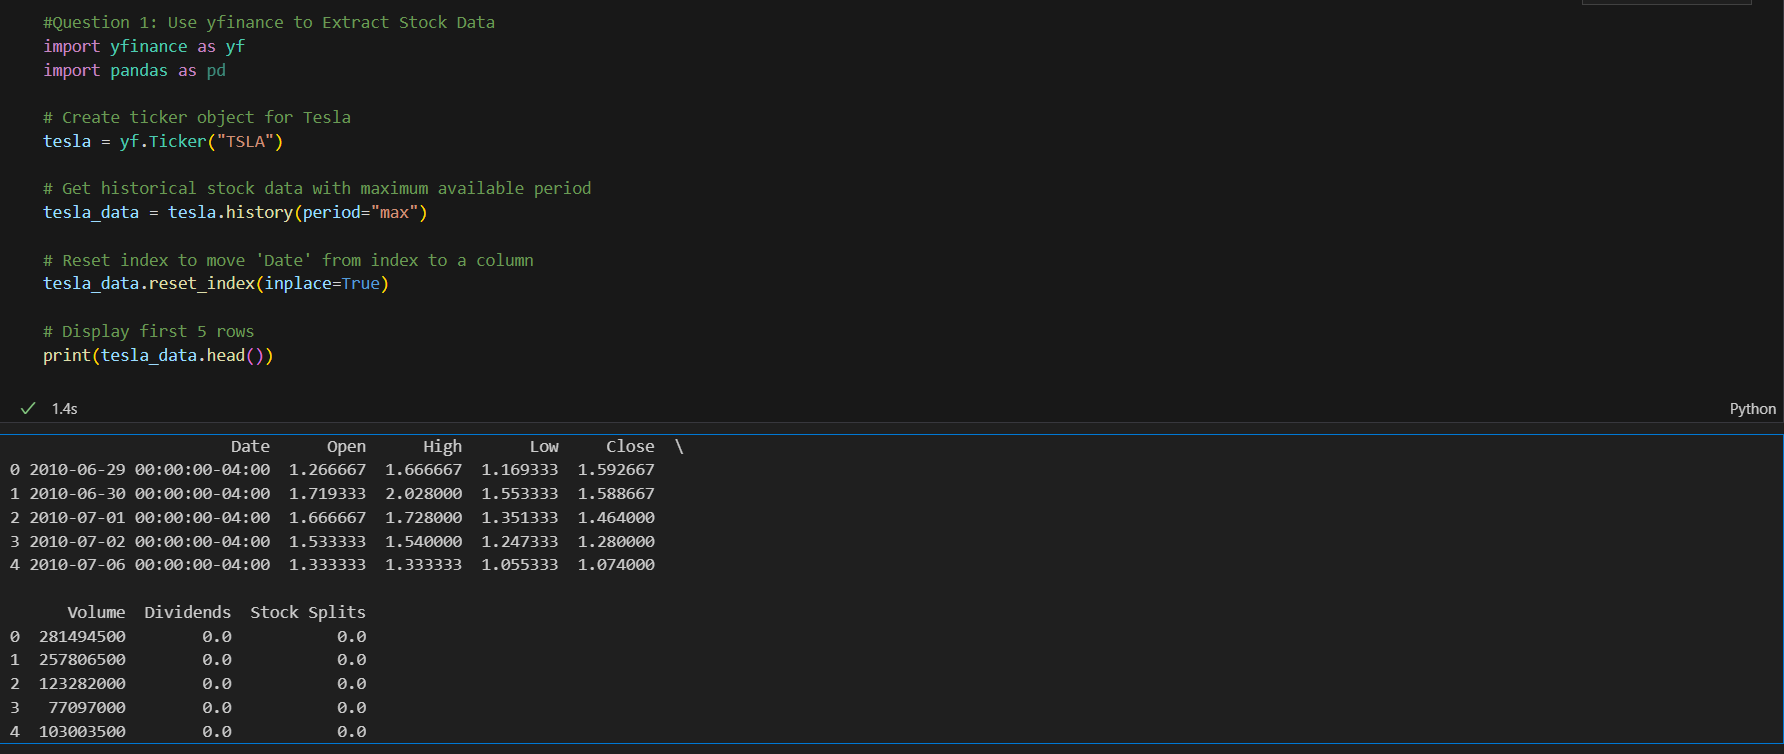 #Question 1: Use yfinance to Extract Stock Data
import yfinance as yf
import pandas as pd
# Create ticker object for Tesla
tesla = yf.Ticker("TSLA")
# Get historical stock data with maximum available period
tesla_data = tesla.history(period="max")
# Reset index to move 'Date' from index to a column
tesla_data.reset_index(inplace=True)
# Display first 5 rows
print(tesla_data.head())
1.4s
Python
Date Open High Low Close \
0 2010-06-29 00:00:00-04:00 1.266667 1.666667 1.169333 1.592667
1 2010-06-30 00:00:00-04:00 1.719333 2.028000 1.553333 1.588667
2 2010-07-01 00:00:00-04:00 1.666667 1.728000 1.351333 1.464000
3 2010-07-02 00:00:00-04:00 1.533333 1.540000 1.247333 1.280000
4 2010-07-06 00:00:00-04:00 1.333333 1.333333 1.055333 1.074000
Volume Dividends Stock Splits
0 281494500 0.0 0.0
1 257806500 0.0 0.0
2 123282000 0.0 0.0
3 77097000 0.0 0.0
4 103003500 0.0 0.0